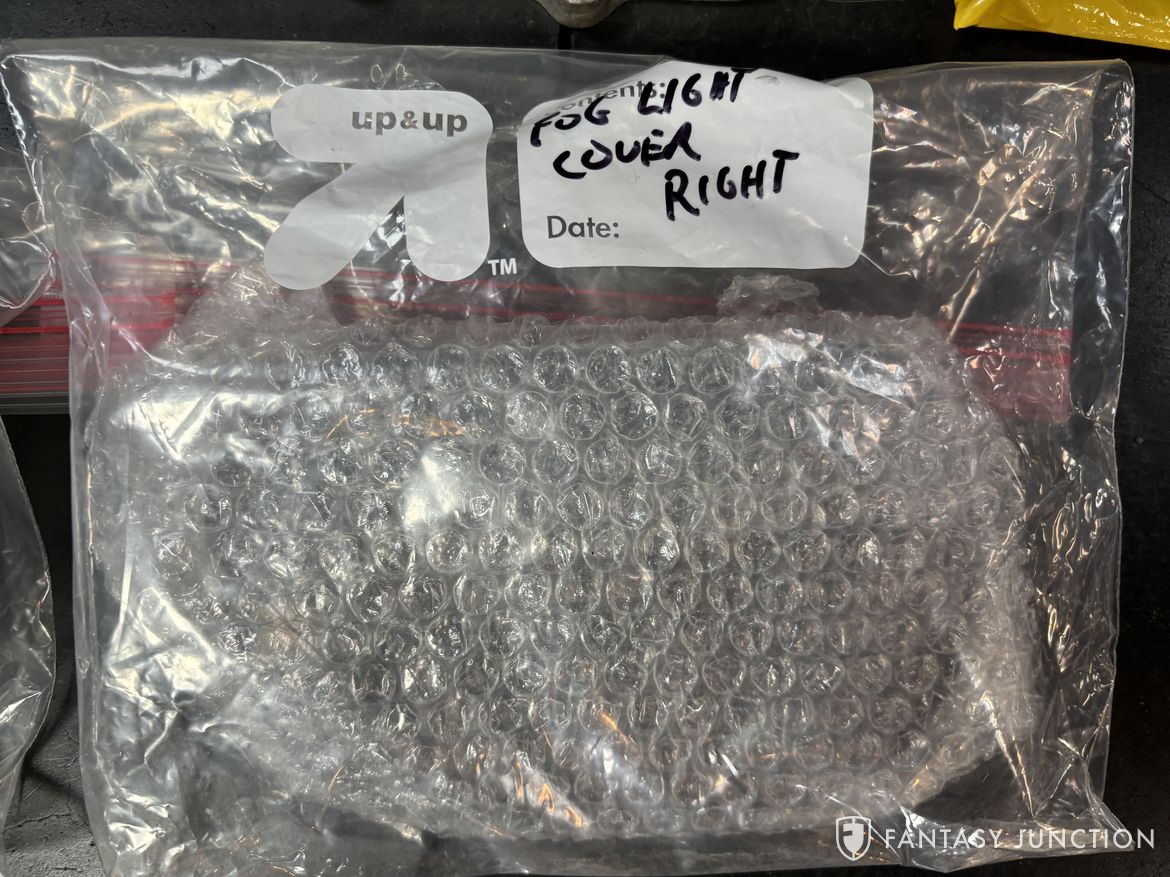 up&up
Contents:
FOG LIGHT
COVER
RIGHT
Date:
TM
FANTASY JUNCTION